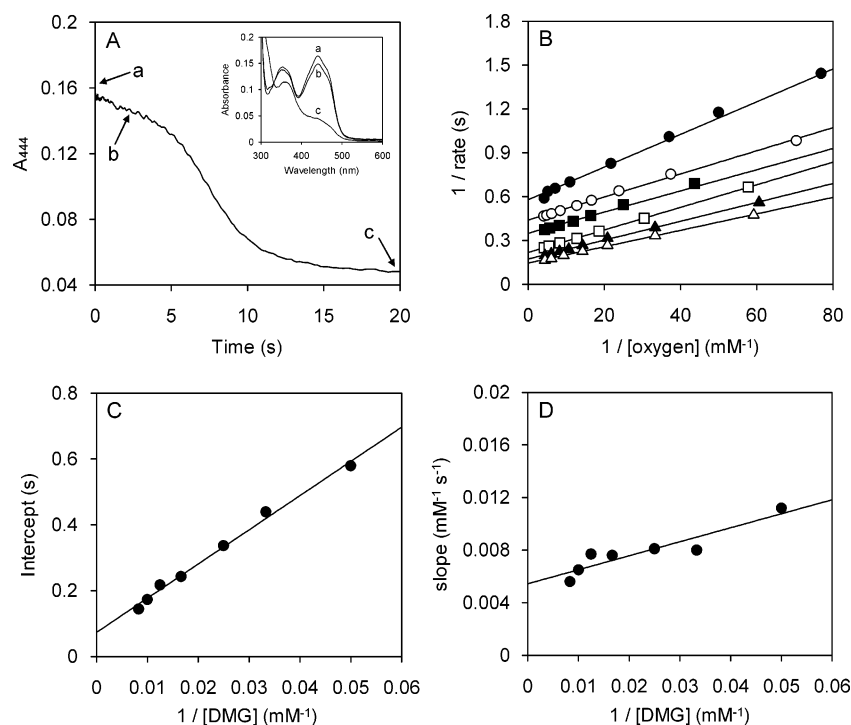 A
0.2
0.16
0.12
0.08
0.04
A444
a
b
c
0 5 10 15 20
Time (s)
0.2
0.15
0.1
0.05
0
Absorbance
a
b
c
300 400 500 600
Wavelength (nm)
B
1.8
1.5
1.2
0.9
0.6
0.3
0
1 / rate (s)
0 20 40 60 80
1 / [oxygen] (mM-1)
C
0.8
0.6
0.4
0.2
0
Intercept (s)
0 0.01 0.02 0.03 0.04 0.05 0.06
1 / [DMG] (mM-1)
D
0.02
0.016
0.012
0.008
0.004
0.000
slope (mM-1 s-1)
0 0.01 0.02 0.03 0.04 0.05 0.06
1 / [DMG] (mM-1)